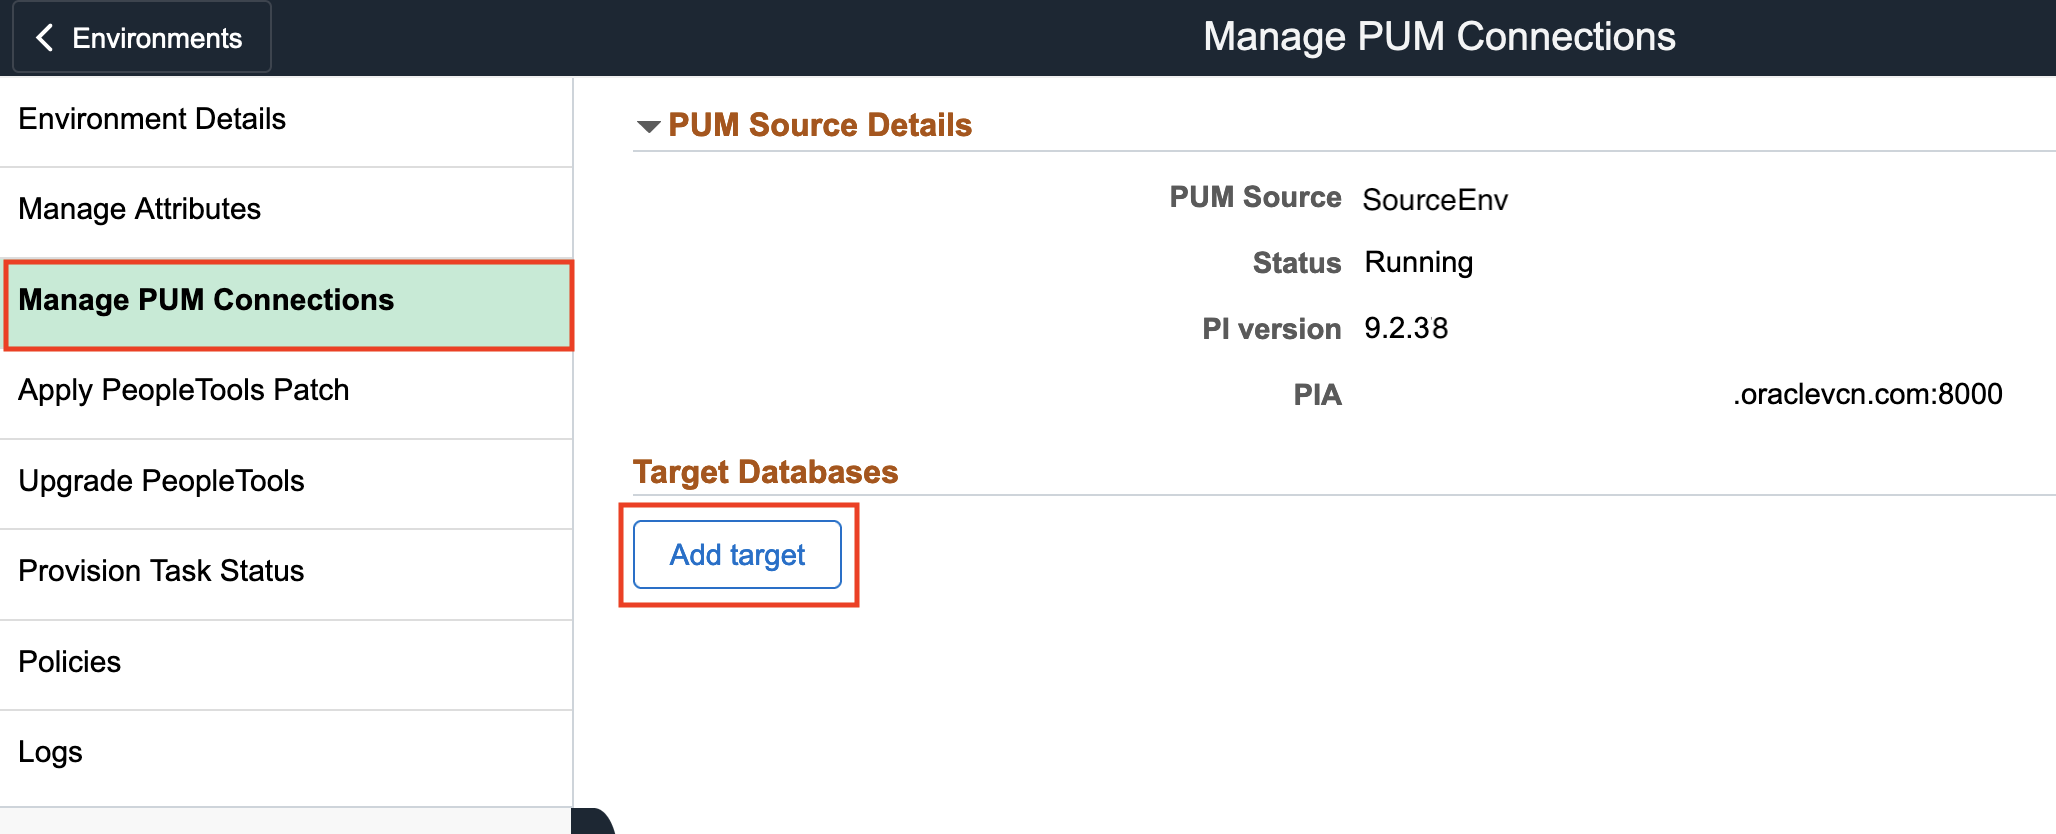 Environments
Manage PUM Connections
Environment Details
Manage Attributes
Manage PUM Connections
Apply PeopleTools Patch
Upgrade PeopleTools
Provision Task Status
Policies
Logs
PUM Source Details
PUM Source SourceEnv
Status Running
PI version 9.2.38
PIA .oraclevcn.com:8000
Target Databases
Add target